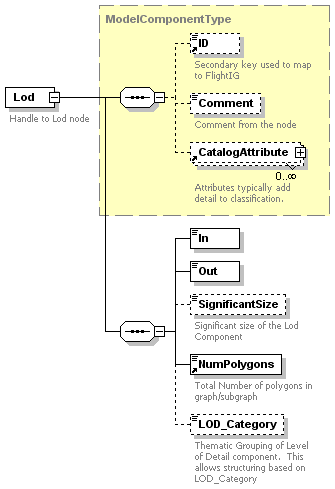 ModelComponentType
ID
Secondary key used to map
to FlightIG
Lod
Handle to Lod node
Comment
Comment from the node
CatalogAttribute
0..∞
Attributes typically add
detail to classification.
In
Out
SignificantSize
Significant size of the Lod
Component
NumPolygons
Total Number of polygons in
graph/subgraph
LOD_Category
Thematic Grouping of Level
of Detail component. This
allows structuring based on
LOD_Category